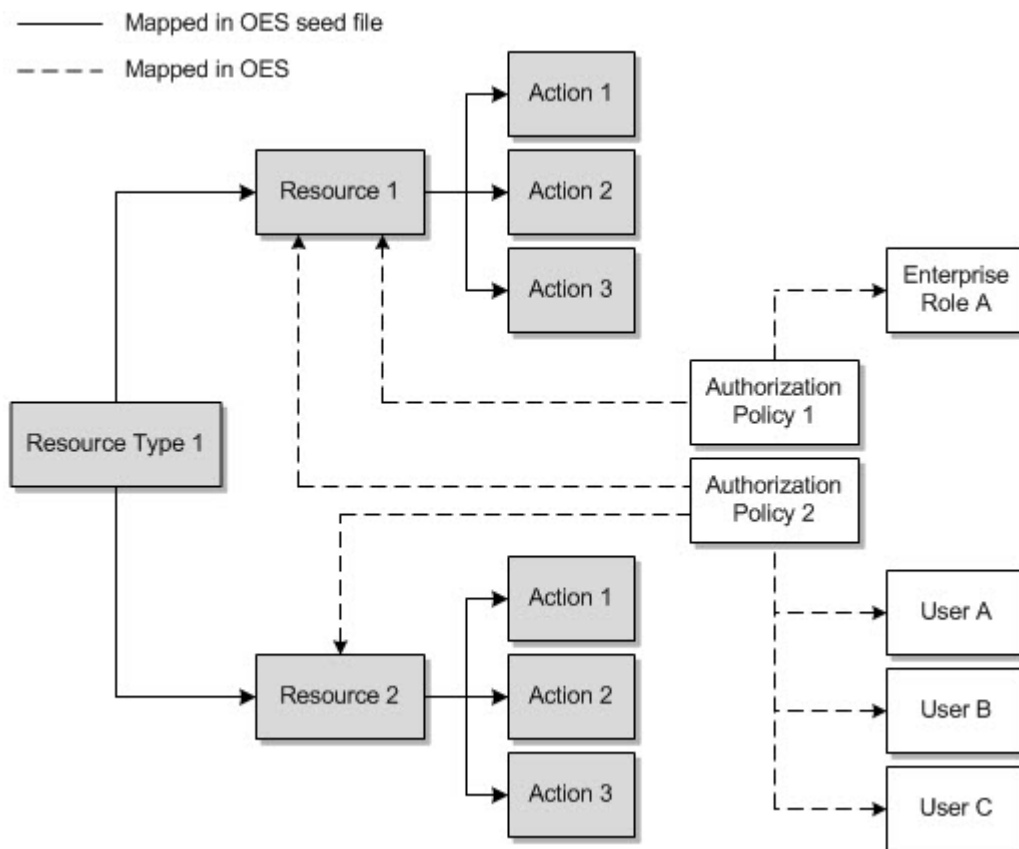 Mapped in OES seed file
Mapped in OES
Action 1
Resource 1
Action 2
Action 3
Enterprise
Role A
Authorization
Policy 1
Resource Type 1
Authorization
Policy 2
Action 1
User A
Resource 2
Action 2
User B
Action 3
User C